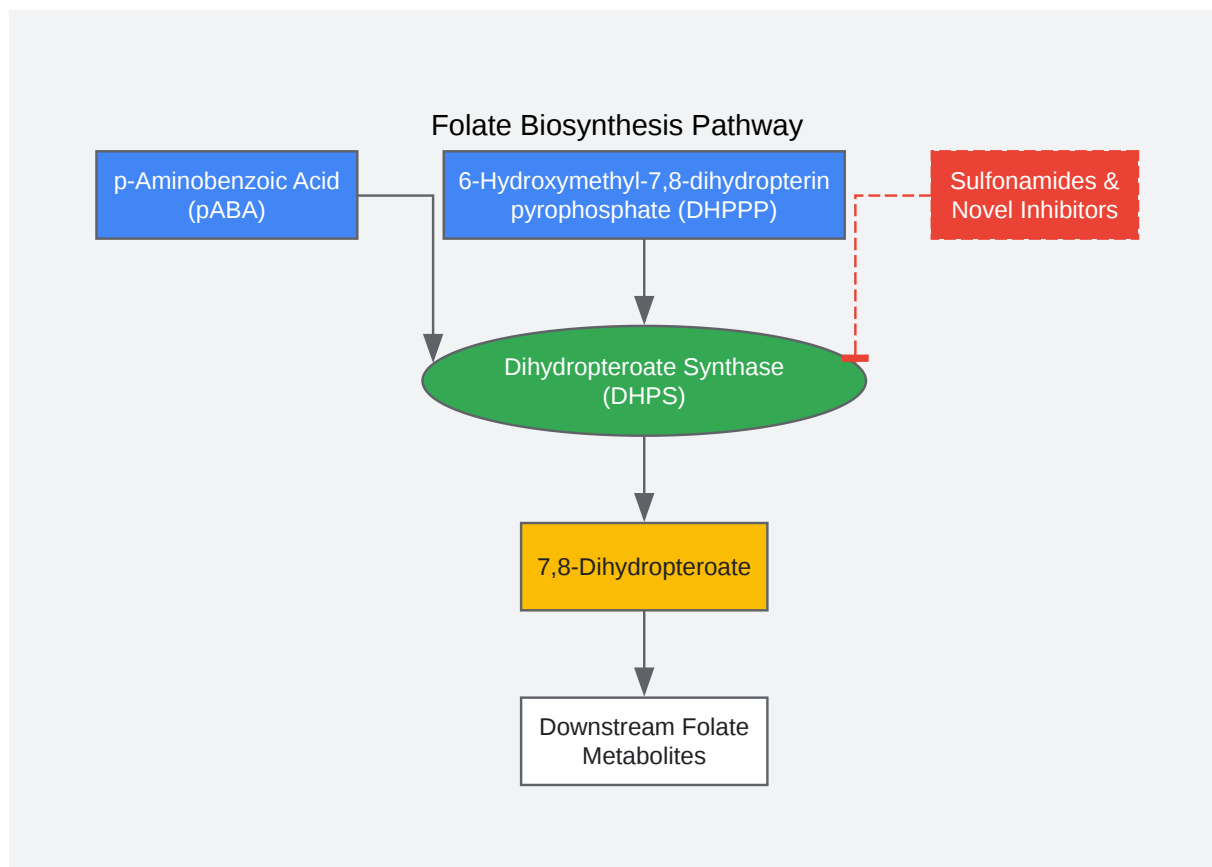 Folate Biosynthesis Pathway
p-Aminobenzoic Acid
(pABA)
6-Hydroxymethyl-7,8-dihydropterin
pyrophosphate (DHPPP)
Sulfonamides &
Novel Inhibitors
Dihydropteroate Synthase
(DHPS)
7,8-Dihydropteroate
Downstream Folate
Metabolites